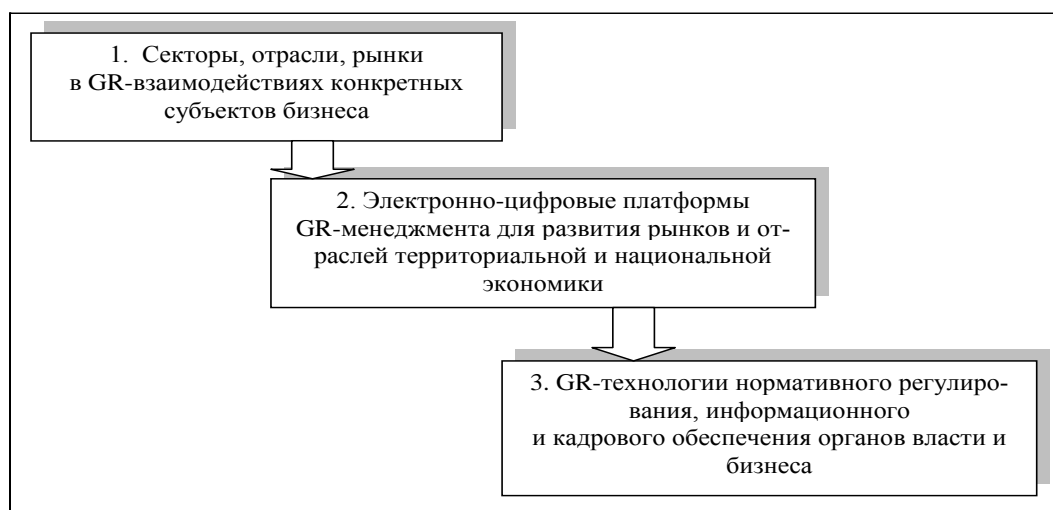 1. Секторы, отрасли, рынки
в GR-взаимодействиях конкретных
субъектов бизнеса
2. Электронно-цифровые платформы
GR-менеджмента для развития рынков и от-
раслей территориальной и национальной
экономики
3. GR-технологии нормативного регулиро-
вания, информационного
и кадрового обеспечения органов власти и
бизнеса